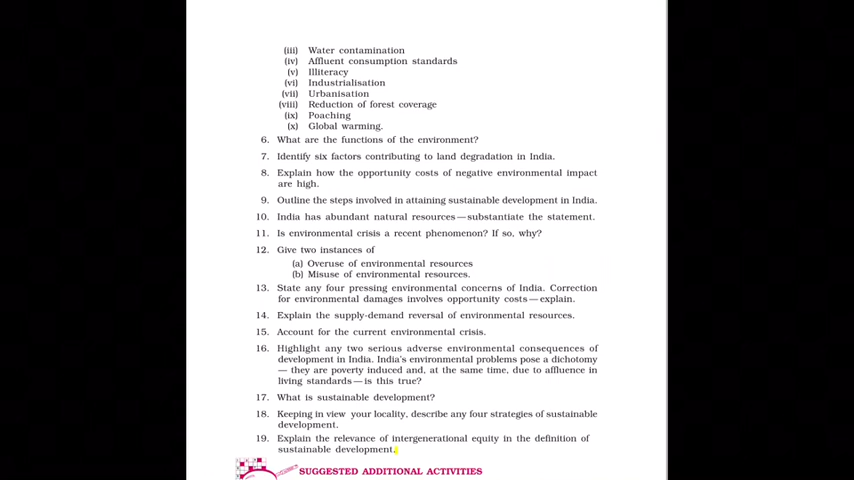 (iii) Water contamination
(iv) Affluent consumption standards
(v) Illiteracy
(vi) Industrialisation
(vii) Urbanisation
(viii) Reduction of forest coverage
(ix) Poaching
(x) Global warming.
6. What are the functions of the environment?
7. Identify six factors contributing to land degradation in India.
8. Explain how the opportunity costs of negative environmental impact
are high.
9. Outline the steps involved in attaining sustainable development in India.
10. India has abundant natural resources—substantiate the statement.
11. Is environmental crisis a recent phenomenon? If so, why?
12. Give two instances of
(a) Overuse of environmental resources
(b) Misuse of environmental resources.
13. State any four pressing environmental concerns of India. Correction
for environmental damages involves opportunity costs—explain.
14. Explain the supply-demand reversal of environmental resources.
15. Account for the current environmental crisis.
16. Highlight any two serious adverse environmental consequences of
development in India. India's environmental problems pose a dichotomy
— they are poverty induced and, at the same time, due to affluence in
living standards—is this true?
17. What is sustainable development?
18. Keeping in view your locality, describe any four strategies of sustainable
development.
19. Explain the relevance of intergenerational equity in the definition of
sustainable development.
SUGGESTED ADDITIONAL ACTIVITIES